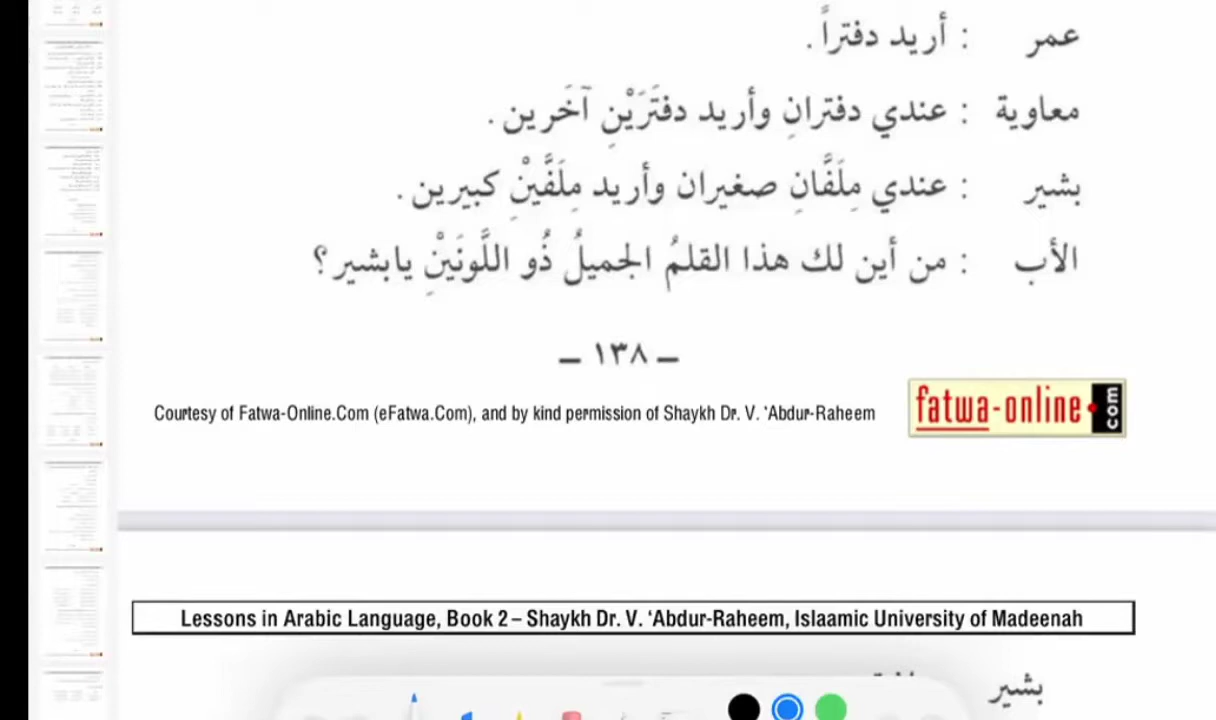 عمر : أريد دفتراً .
معاوية : عندي دفترانِ وأريد دفتَرَيْنِ آخَرين .
بشير : عندي مِلَفَّانِ صغيران وأريد مِلَفَّيْنِ كبيرين .
الأب : من أين لك هذا القلمُ الجميلُ ذُو اللَّونَيْنِ يابشير ؟
– ١٣٨ –
Courtesy of Fatwa-Online.Com (eFatwa.Com), and by kind permission of Shaykh Dr. V. 'Abdur-Raheem
fatwa-online.com
Lessons in Arabic Language, Book 2 – Shaykh Dr. V. ‘Abdur-Raheem, Islaamic University of Madeenah
بشير